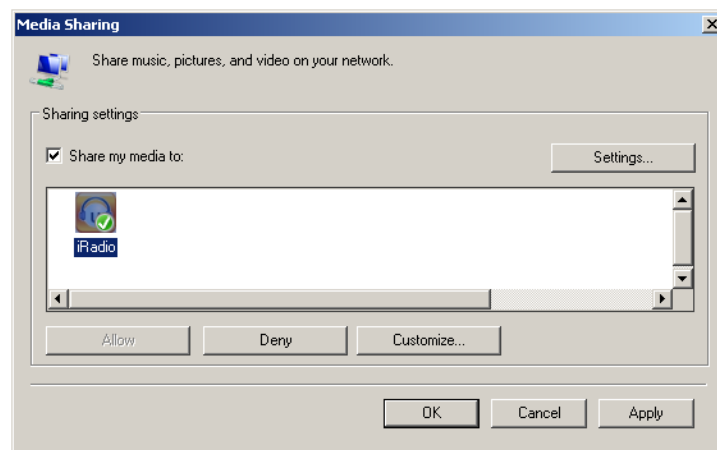 Media Sharing
Share music, pictures, and video on your network.
Sharing settings
Share my media to:
Settings...
iRadio
Allow Deny Customize...
OK Cancel Apply